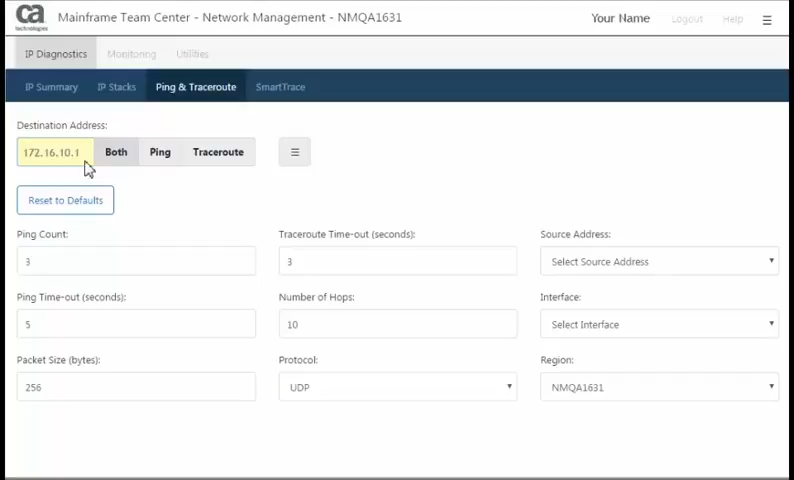 ca
technologies
Mainframe Team Center - Network Management - NMQA1631
Your Name
Logout
Help
IP Diagnostics
Monitoring
Utilities
IP Summary
IP Stacks
Ping & Traceroute
SmartTrace
Destination Address:
172.16.10.1
Both
Ping
Traceroute
Reset to Defaults
Ping Count:
Traceroute Time-out (seconds):
Source Address:
3
3
Select Source Address
Ping Time-out (seconds):
Number of Hops:
Interface:
5
10
Select Interface
Packet Size (bytes):
Protocol:
Region:
256
UDP
NMQA1631